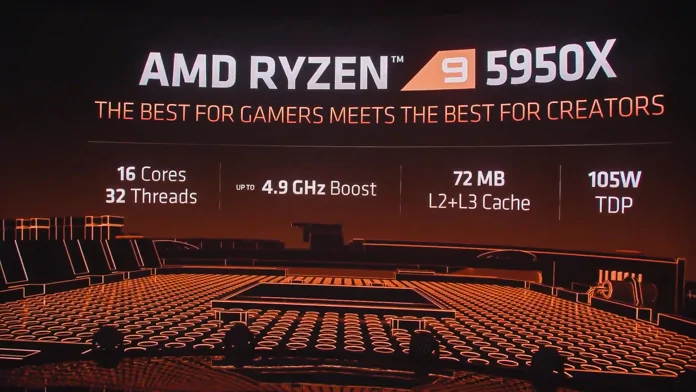 AMD RYZEN™ 9 5950X
THE BEST FOR GAMERS MEETS THE BEST FOR CREATORS
16 Cores
32 Threads
UP TO 4.9 GHz Boost
72 MB
L2+L3 Cache
105W
TDP